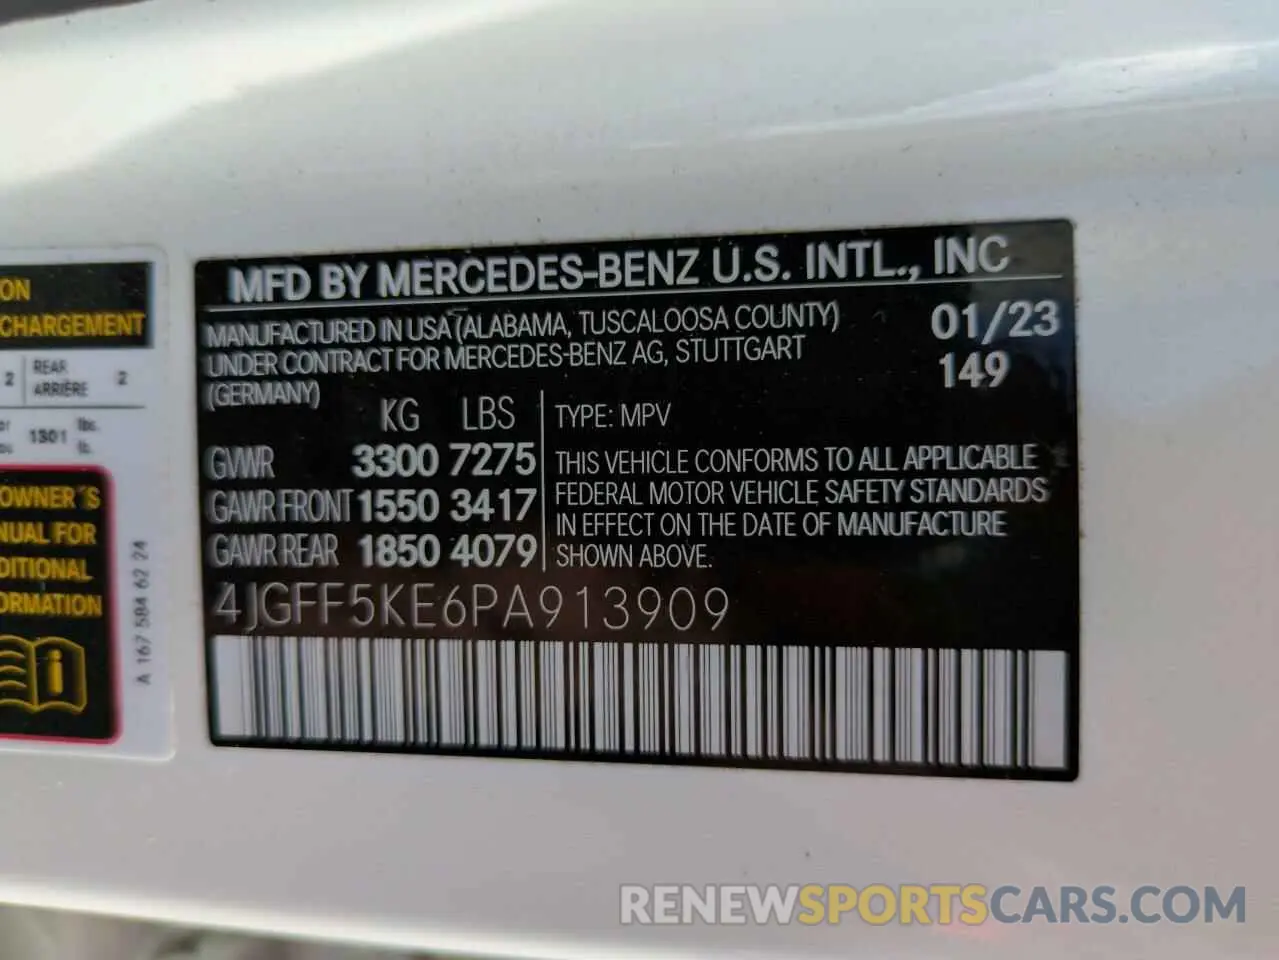 ON
CHARGEMENT
2 REAR ARRIÈRE 2
1301 lbs.
lb.
OWNER'S
NUAL FOR
DITIONAL
ORMATION
A 167 584 62 24
MFD BY MERCEDES-BENZ U.S. INTL., INC
MANUFACTURED IN USA (ALABAMA, TUSCALOOSA COUNTY)
UNDER CONTRACT FOR MERCEDES-BENZ AG, STUTTGART
(GERMANY)
01/23
149
KG LBS
GVWR 3300 7275
GAWR FRONT 1550 3417
GAWR REAR 1850 4079
TYPE: MPV
THIS VEHICLE CONFORMS TO ALL APPLICABLE
FEDERAL MOTOR VEHICLE SAFETY STANDARDS
IN EFFECT ON THE DATE OF MANUFACTURE
SHOWN ABOVE.
4JGFF5KE6PA913909
RENEWSPORTSCARS.COM